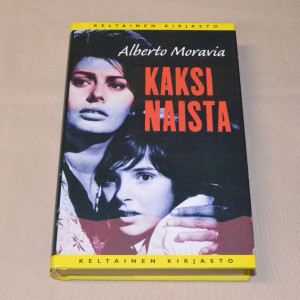 KELTAINEN KIRJASTO
Alberto Moravia
KAKSI
NAISTA
KELTAINEN KIRJASTO